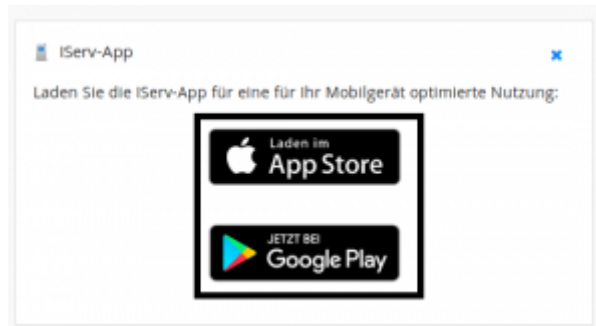 IServ-App
Laden Sie die IServ-App für eine für Ihr Mobilgerät optimierte Nutzung:
Laden im
App Store
JETZT BEI
Google Play